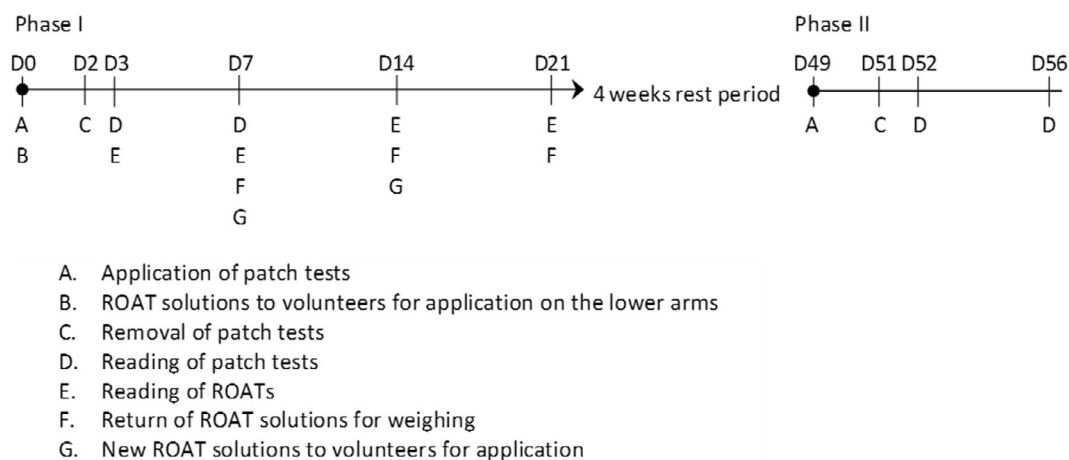 Phase I Phase II
D0 D2 D3 D7 D14 D21 D49 D51 D52 D56
4 weeks rest period
A C D D E E A C D D
B E E F F
F G
G
A. Application of patch tests
B. ROAT solutions to volunteers for application on the lower arms
C. Removal of patch tests
D. Reading of patch tests
E. Reading of ROATs
F. Return of ROAT solutions for weighing
G. New ROAT solutions to volunteers for application